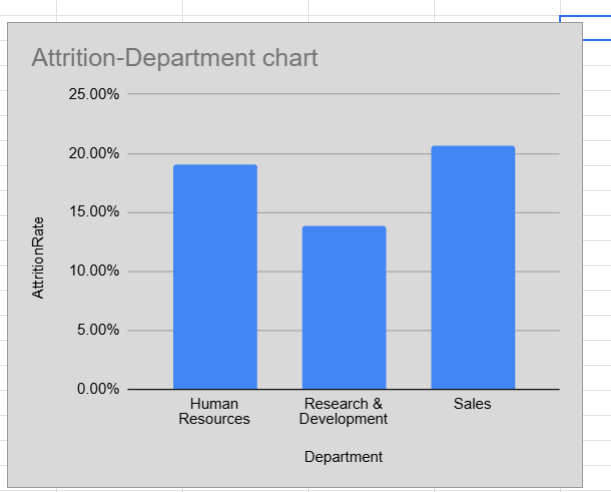 Attrition-Department chart
25.00%
20.00%
15.00%
10.00%
5.00%
0.00%
AttritionRate
Human
Resources
Research &
Development
Sales
Department